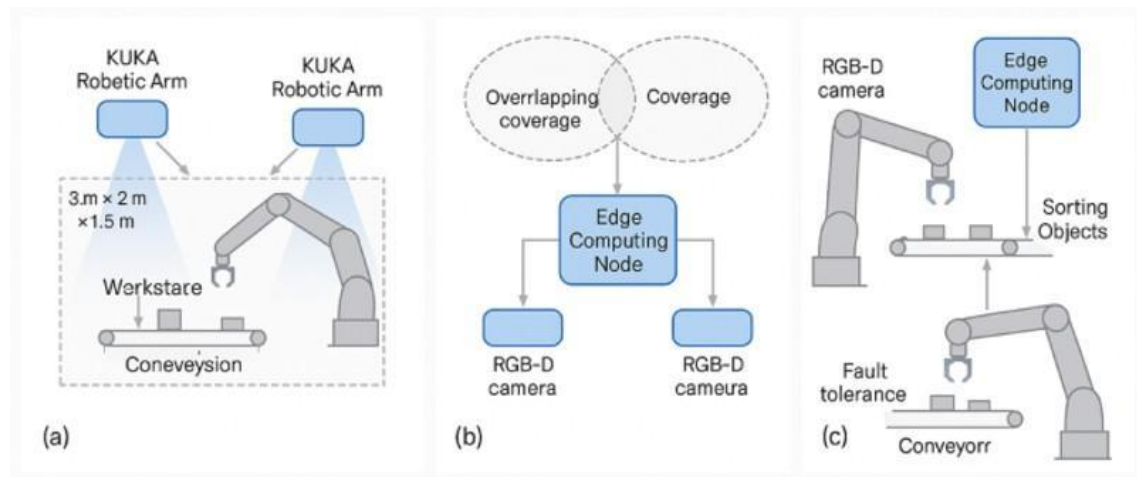 KUKA
Robetic Arm
KUKA
Robotic Arm
3.m × 2 m
×1.5 m
Werkstare
Coneveysion
(a)
Overrlapping
coverage
Coverage
Edge
Computing
Node
RGB-D
camera
RGB-D
cameura
(b)
RGB-D
camera
Edge
Computing
Node
Sorting
Objects
Fault
tolerance
Conveyorr
(c)